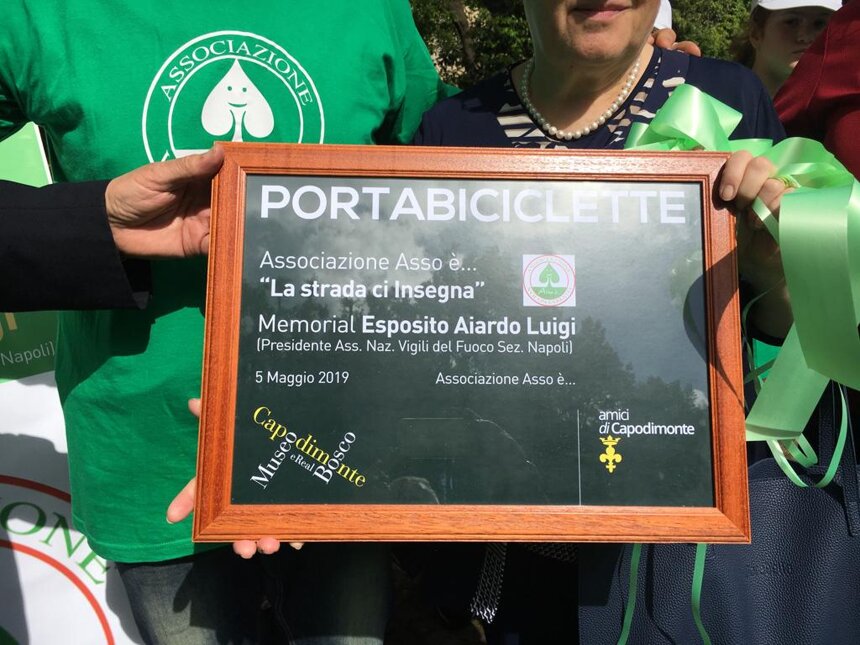 ASSOCIAZIONE
PORTABICICLETTE
Associazione Asso è...
"La strada ci Insegna"
Memorial Esposito Aiardo Luigi
(Presidente Ass. Naz. Vigili del Fuoco Sez. Napoli)
5 Maggio 2019
Associazione Asso è...
Capodimonte
Museo
e Real
Bosco
amici
di Capodimonte
Napoli)
ONE